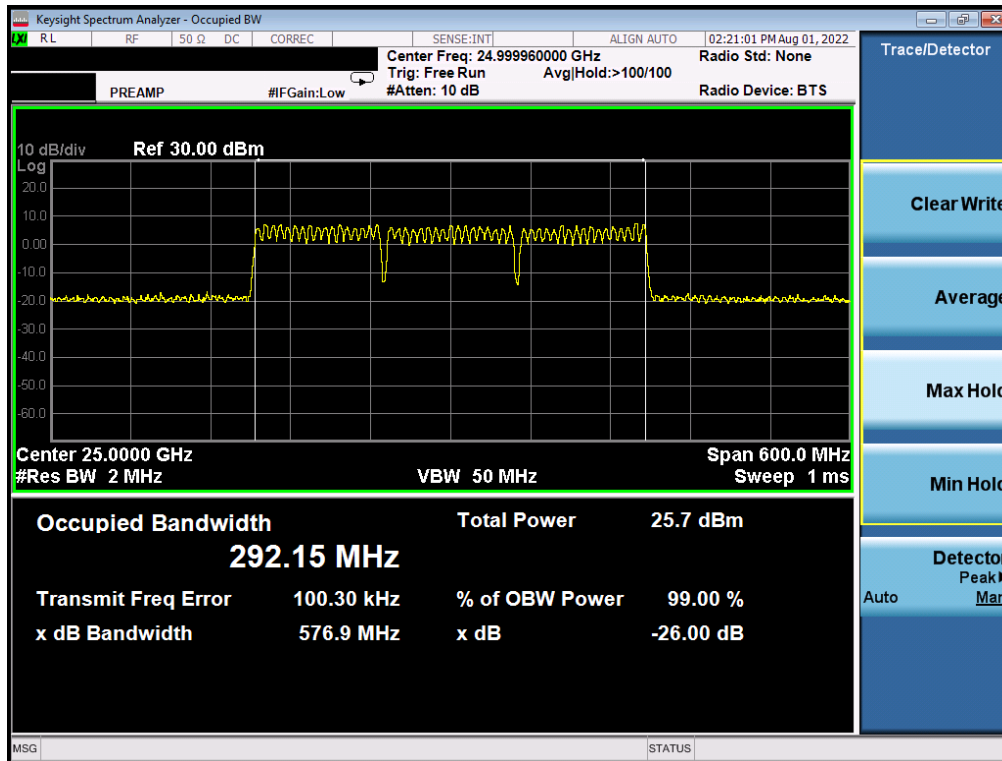 Keysight Spectrum Analyzer - Occupied BW
LXI RL RF 50 Ω DC CORREC SENSE:INT ALIGN AUTO 02:21:01 PM Aug 01, 2022
Center Freq: 24.999960000 GHz Radio Std: None
Trig: Free Run Avg|Hold:>100/100
PREAMP #IFGain:Low #Atten: 10 dB Radio Device: BTS
10 dB/div Ref 30.00 dBm
Log
20.0
10.0
0.00
-10.0
-20.0
-30.0
-40.0
-50.0
-60.0
Center 25.0000 GHz Span 600.0 MHz
#Res BW 2 MHz VBW 50 MHz Sweep 1 ms
Occupied Bandwidth Total Power 25.7 dBm
292.15 MHz
Transmit Freq Error 100.30 kHz % of OBW Power 99.00 %
x dB Bandwidth 576.9 MHz x dB -26.00 dB
MSG STATUS
Trace/Detector
Clear Write
Average
Max Hold
Min Hold
Detector
Peak
Auto Man